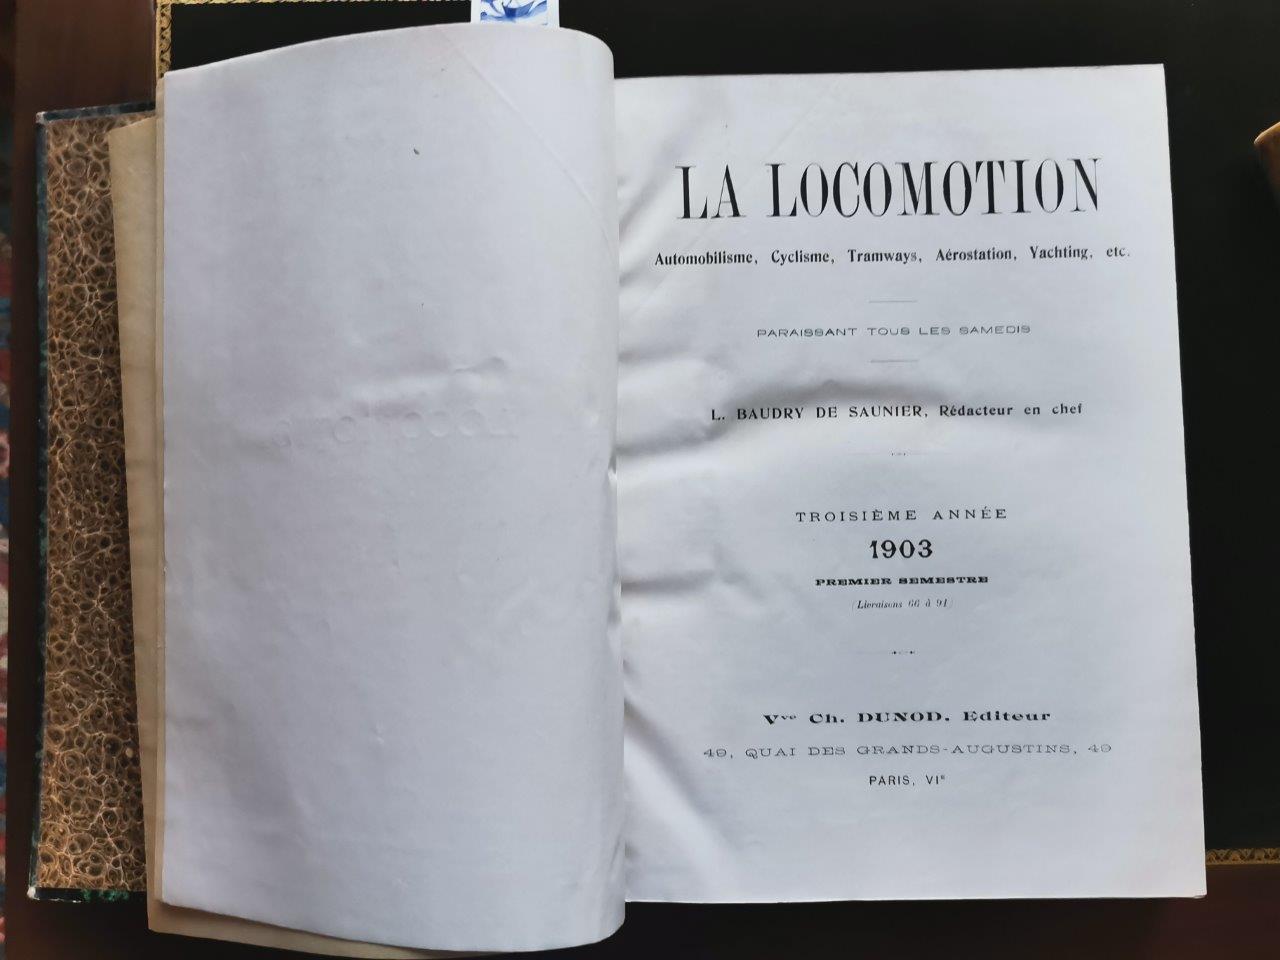 LA LOCOMOTION
Automobilisme, Cyclisme, Tramways, Aérostation, Yachting, etc.
PARAISSANT TOUS LES SAMEDIS
L. BAUDRY DE SAUNIER, Rédacteur en chef
TROISIÈME ANNÉE
1903
PREMIER SEMESTRE
(Livraisons 66 à 91)
Vve Ch. DUNOD, Editeur
49, QUAI DES GRANDS-AUGUSTINS, 49
PARIS, VIe